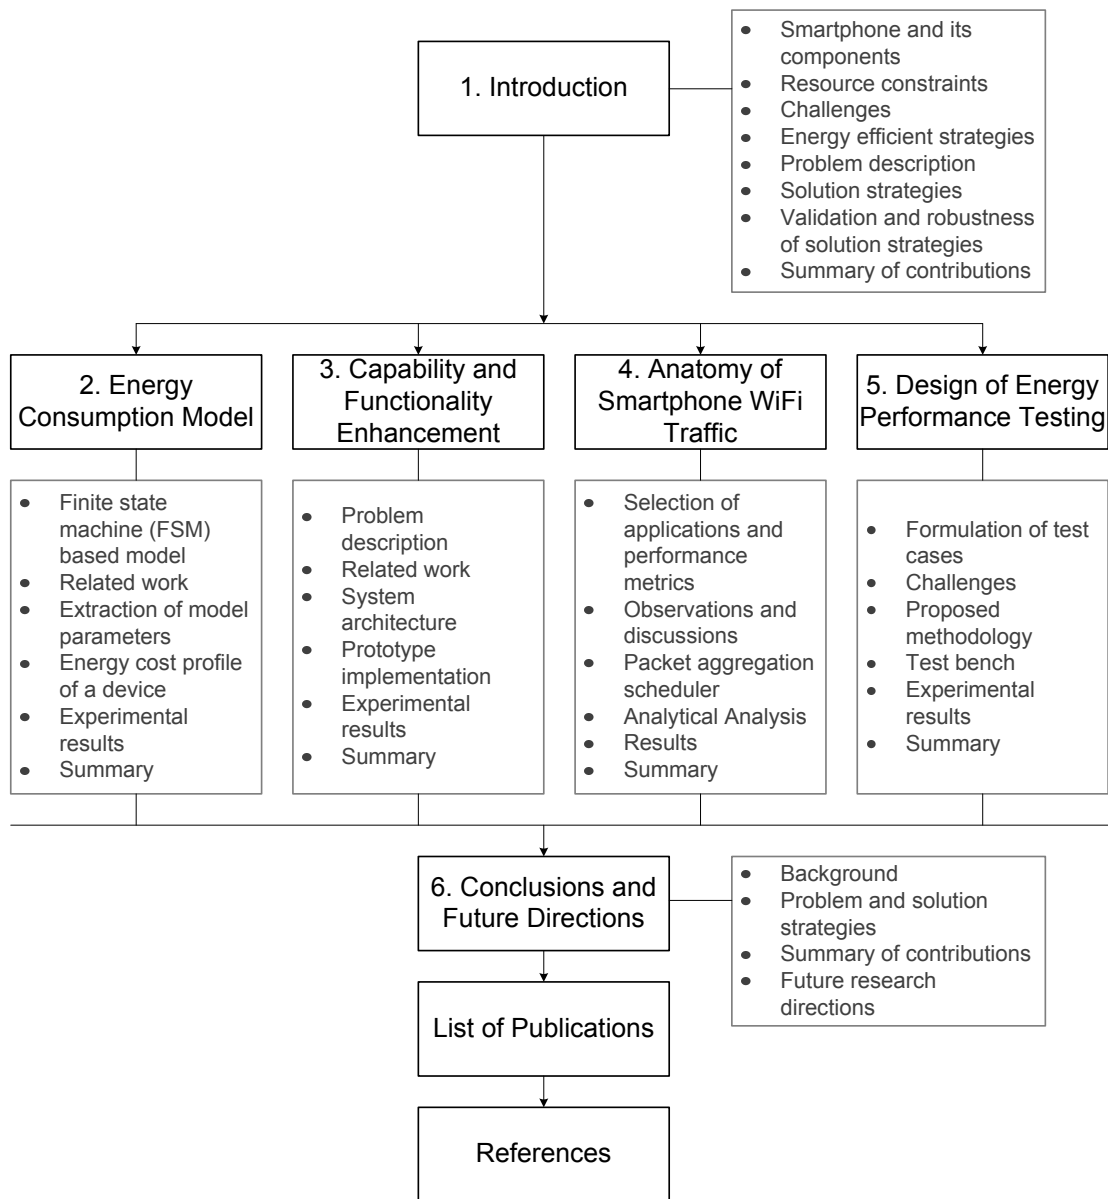 1. Introduction
• Smartphone and its
components
• Resource constraints
• Challenges
• Energy efficient strategies
• Problem description
• Solution strategies
• Validation and robustness
of solution strategies
• Summary of contributions
2. Energy
Consumption Model
• Finite state
machine (FSM)
based model
• Related work
• Extraction of model
parameters
• Energy cost profile
of a device
• Experimental
results
• Summary
3. Capability and
Functionality
Enhancement
• Problem
description
• Related work
• System
architecture
• Prototype
implementation
• Experimental
results
• Summary
4. Anatomy of
Smartphone WiFi
Traffic
• Selection of
applications and
performance
metrics
• Observations and
discussions
• Packet aggregation
scheduler
• Analytical Analysis
• Results
• Summary
5. Design of Energy
Performance Testing
• Formulation of test
cases
• Challenges
• Proposed
methodology
• Test bench
• Experimental
results
• Summary
6. Conclusions and
Future Directions
• Background
• Problem and solution
strategies
• Summary of contributions
• Future research
directions
List of Publications
References